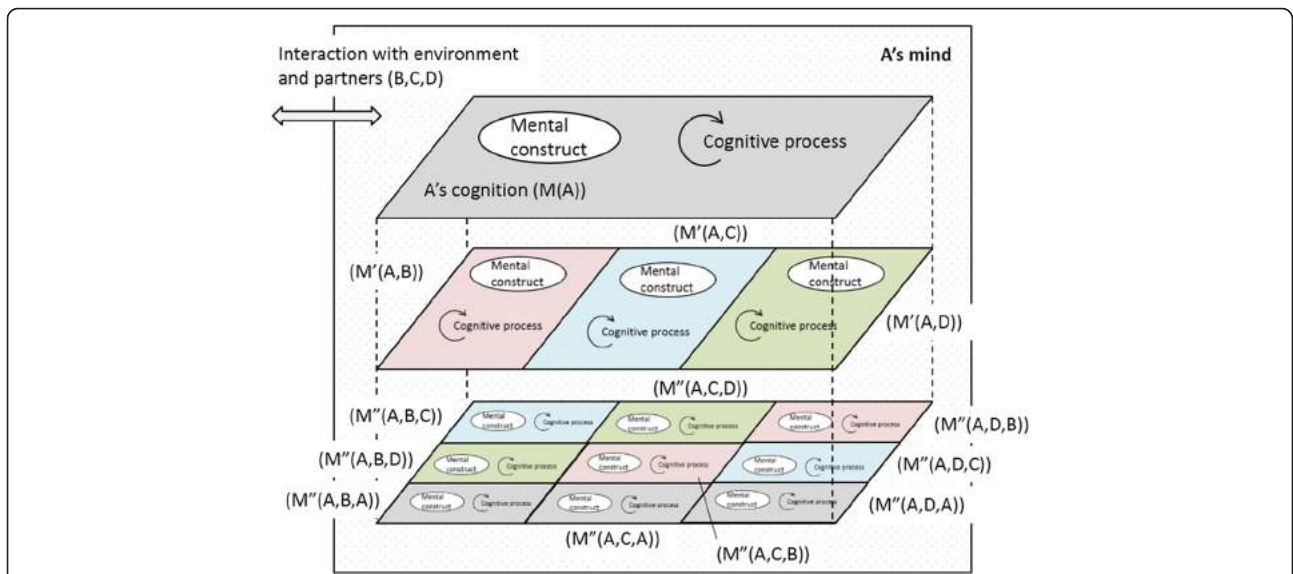 Interaction with environment
and partners (B,C,D)
A's mind
Mental
construct
Cognitive process
A's cognition (M(A))
(M'(A,C))
(M'(A,B))
Mental
construct
Mental
construct
Mental
construct
Cognitive process
Cognitive process
Cognitive process
(M'(A,D))
(M"(A,C,D))
(M"(A,B,C))
Mental
construct
Cognitive process
Mental
construct
Cognitive process
Mental
construct
Cognitive process
(M"(A,D,B))
(M"(A,B,D))
Mental
construct
Cognitive process
Mental
construct
Cognitive process
Mental
construct
Cognitive process
(M"(A,D,C))
(M"(A,B,A))
Mental
construct
Cognitive process
Mental
construct
Cognitive process
Mental
construct
Cognitive process
(M"(A,D,A))
(M"(A,C,A))
(M"(A,C,B))